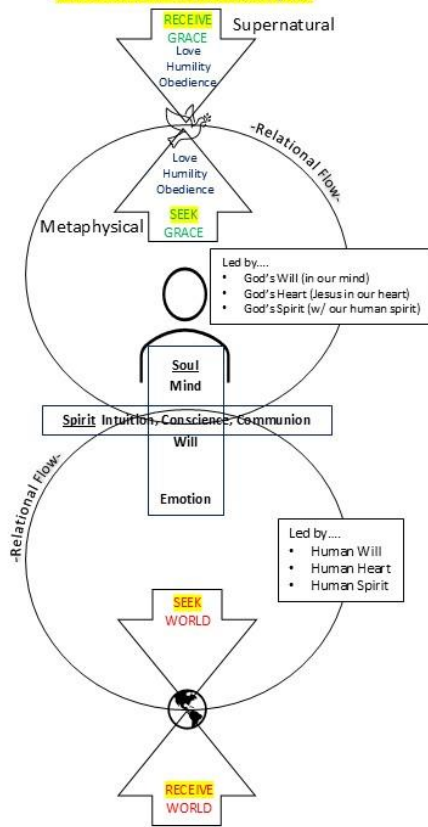 RECEIVE
GRACE
Supernatural
Love
Humility
Obedience
-Relational Flow-
Love
Humility
Obedience
SEEK
GRACE
Metaphysical
Led by....
• God's Will (in our mind)
• God's Heart (Jesus in our heart)
• God's Spirit (w/ our human spirit)
Soul
Mind
Spirit Intuition, Conscience, Communion
Will
Emotion
-Relational Flow-
Led by....
• Human Will
• Human Heart
• Human Spirit
SEEK
WORLD
RECEIVE
WORLD